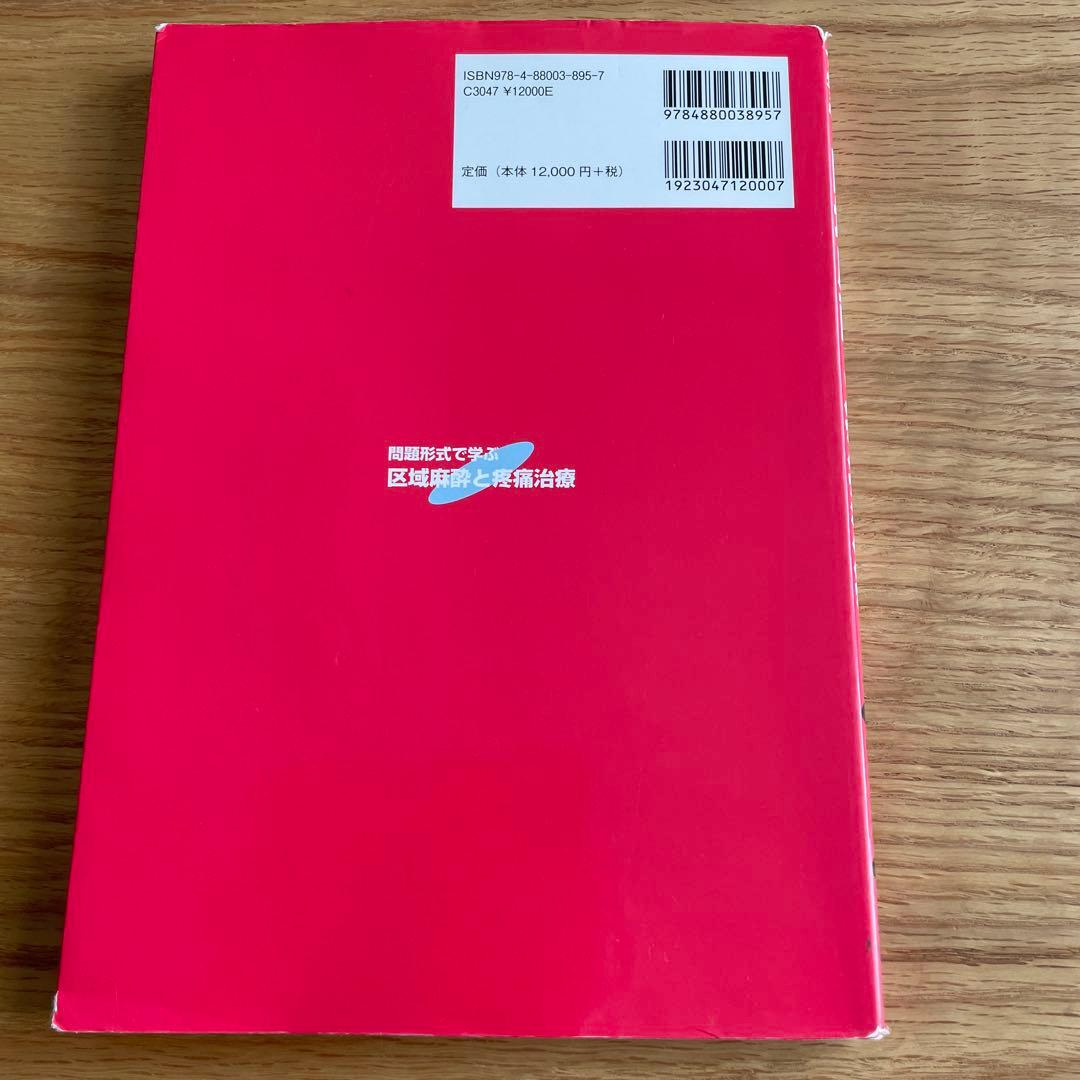 ISBN978-4-88003-895-7
C3047 ¥12000E
9784880038957
定価（本体 12,000 円＋税）
1923047120007
問題形式で学ぶ
区域麻酔と疼痛治療